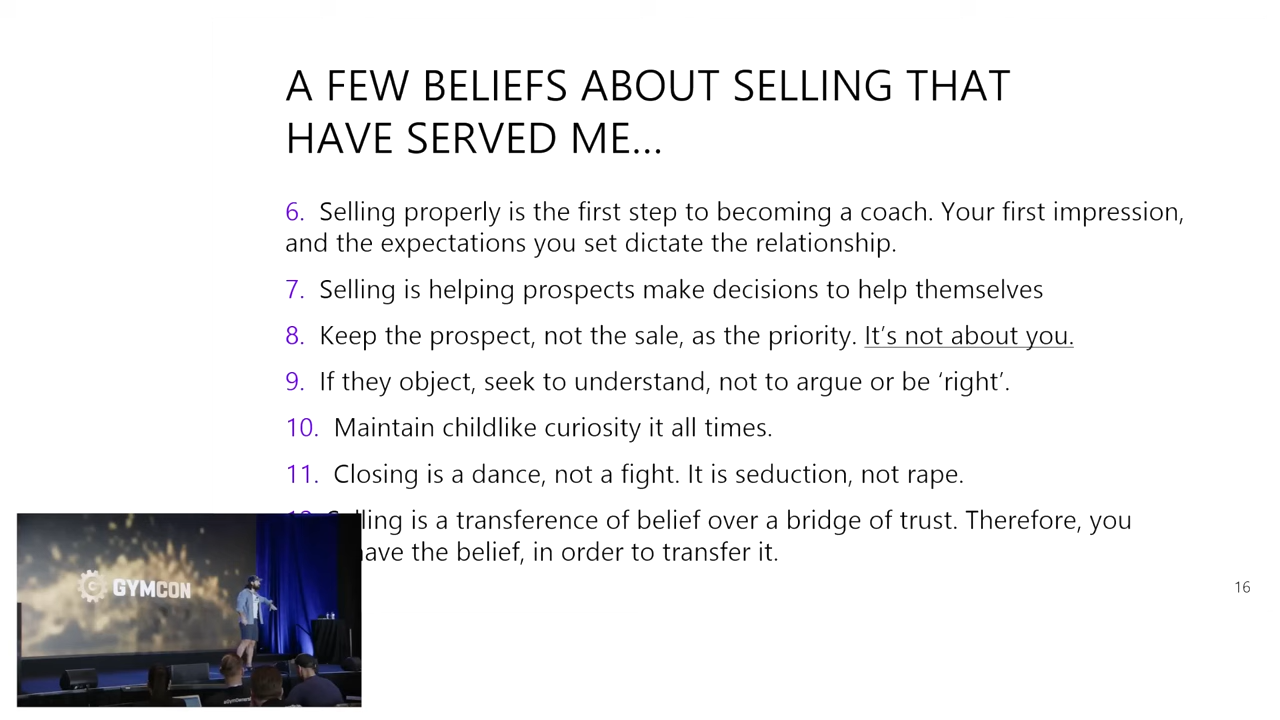 A FEW BELIEFS ABOUT SELLING THAT
HAVE SERVED ME...
6. Selling properly is the first step to becoming a coach. Your first impression,
and the expectations you set dictate the relationship.
7. Selling is helping prospects make decisions to help themselves
8. Keep the prospect, not the sale, as the priority. It's not about you.
9. If they object, seek to understand, not to argue or be ‘right’.
10. Maintain childlike curiosity it all times.
11. Closing is a dance, not a fight. It is seduction, not rape.
lling is a transference of belief over a bridge of trust. Therefore, you
have the belief, in order to transfer it.
16
GYMCON